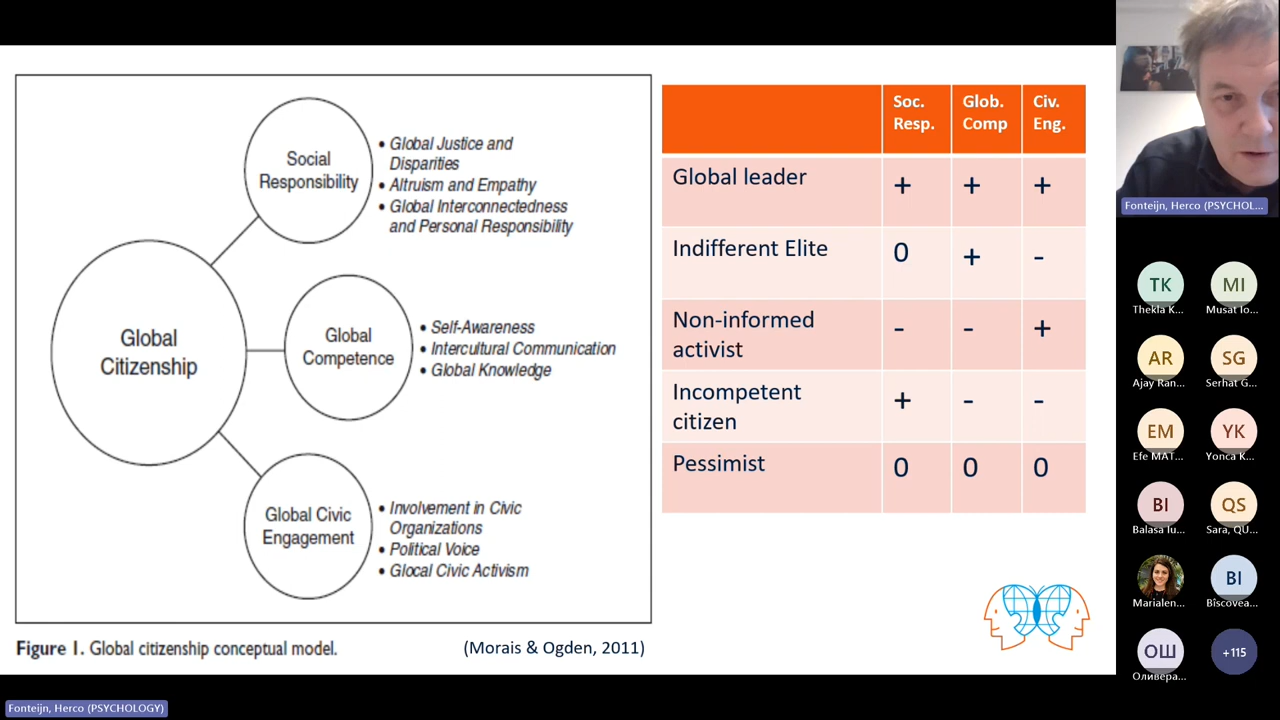 Social
Responsibility
• Global Justice and
Disparities
• Altruism and Empathy
• Global Interconnectedness
and Personal Responsibility
Global
Citizenship
Global
Competence
• Self-Awareness
• Intercultural Communication
• Global Knowledge
Global Civic
Engagement
• Involvement in Civic
Organizations
• Political Voice
• Glocal Civic Activism
Figure 1. Global citizenship conceptual model.
(Morais & Ogden, 2011)
Soc. Resp. Glob. Comp Civ. Eng.
Global leader + + +
Indifferent Elite 0 + -
Non-informed
activist - - +
Incompetent
citizen + - -
Pessimist 0 0 0
Fonteijn, Herco (PSYCHOL...
TK MI
Thekla K... Musat Io...
AR SG
Ajay Ran... Serhat G...
EM YK
Efe MAT... Yonca K...
BI QS
Balasa Iu... Sara, QU...
BI
Marialen... Bîscovea...
ОШ +115
Оливера...
Fonteijn, Herco (PSYCHOLOGY)